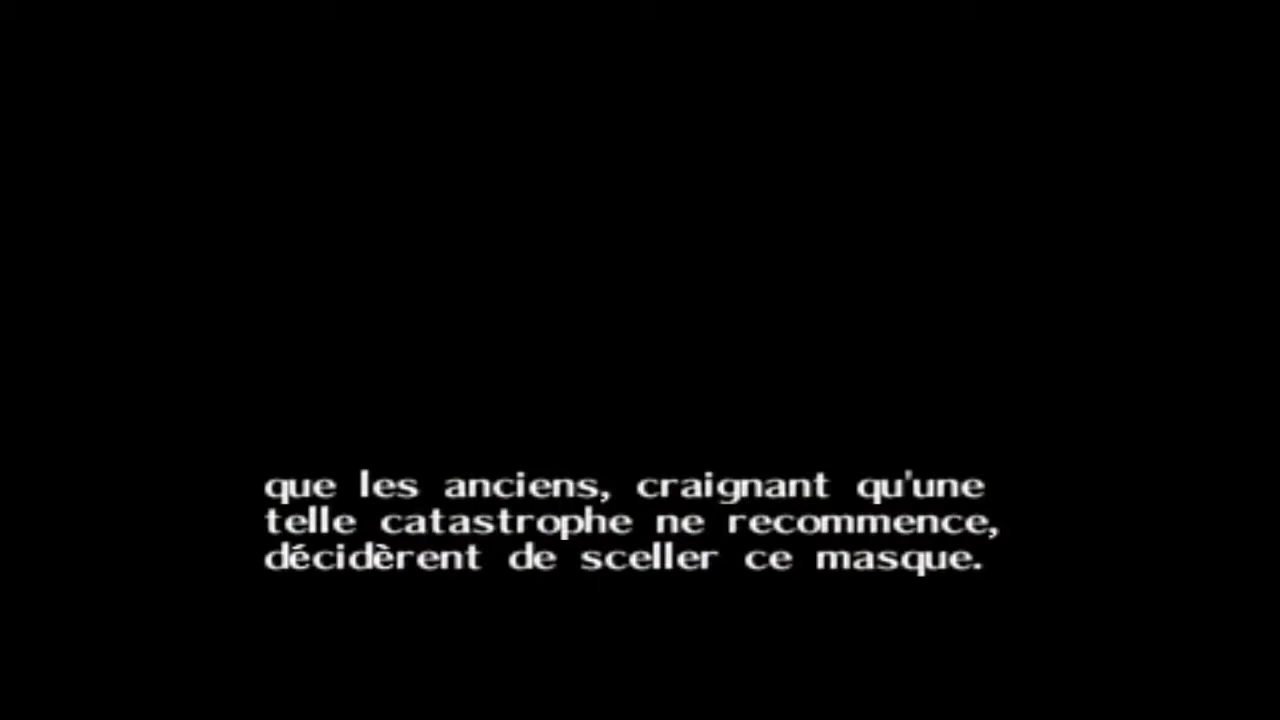 que les anciens, craignant qu'une
telle catastrophe ne recommence,
décidèrent de sceller ce masque.